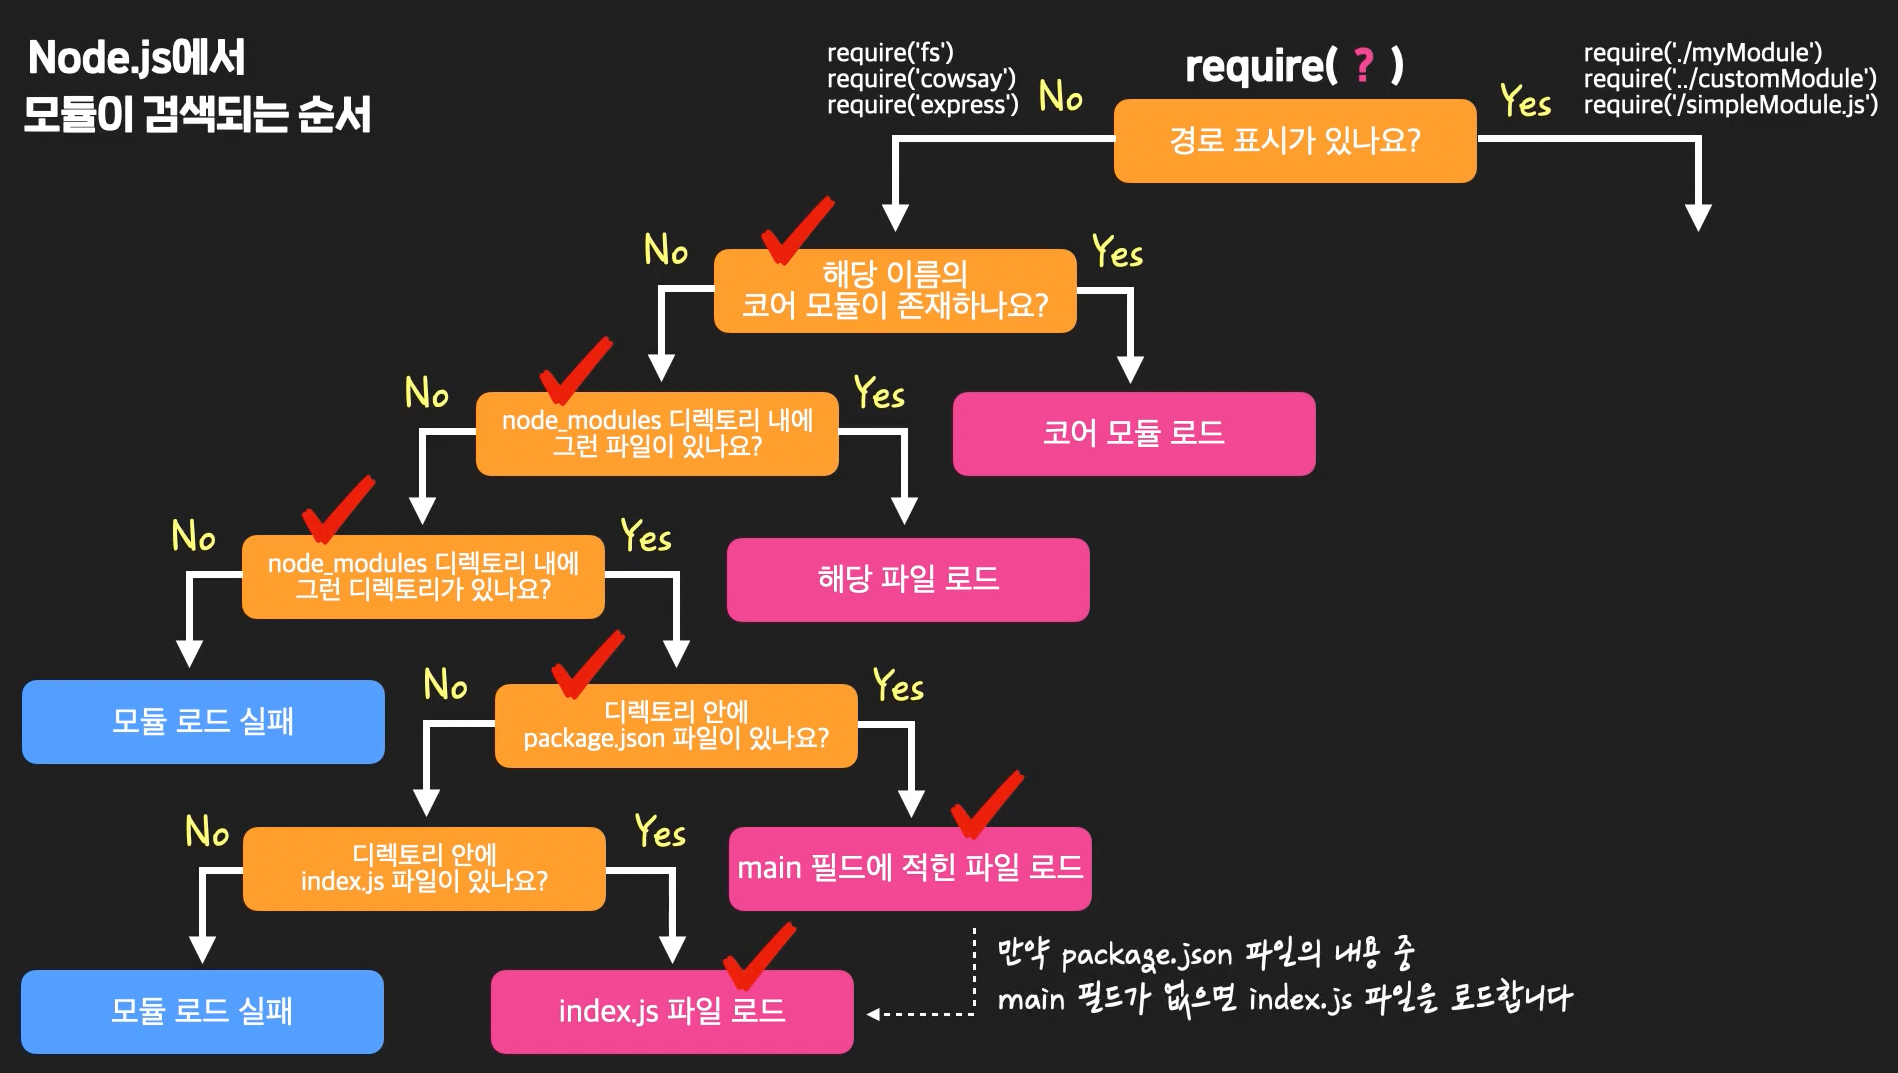 Node.js에서
모듈이 검색되는 순서
require('fs')
require('cowsay')
require('express')
No
require( ? )
경로 표시가 있나요?
Yes
require('./myModule')
require('../customModule')
require('/simpleModule.js')
No
해당 이름의
코어 모듈이 존재하나요?
Yes
No
node_modules 디렉토리 내에
그런 파일이 있나요?
Yes
코어 모듈 로드
No
node_modules 디렉토리 내에
그런 디렉토리가 있나요?
Yes
해당 파일 로드
모듈 로드 실패
No
디렉토리 안에
package.json 파일이 있나요?
Yes
No
디렉토리 안에
index.js 파일이 있나요?
Yes
main 필드에 적힌 파일 로드
모듈 로드 실패
index.js 파일 로드
만약 package.json 파일의 내용 중
main 필드가 없으면 index.js 파일을 로드합니다